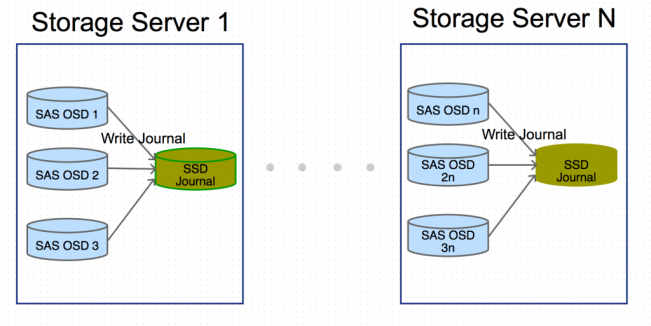 Storage Server 1
Storage Server N
SAS OSD 1
Write Journal
SAS OSD 2
SSD
Journal
SAS OSD 3
SAS OSD n
Write Journal
SAS OSD
2n
SSD
Journal
SAS OSD
3n